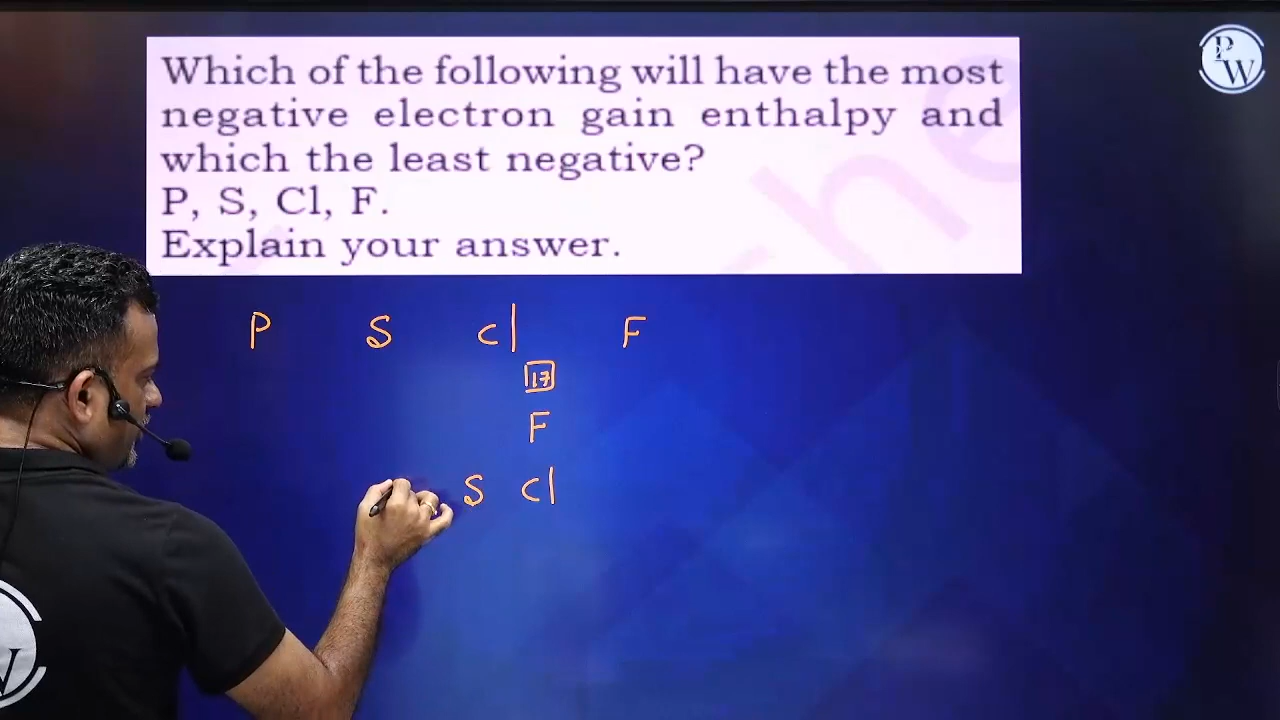 Which of the following will have the most
negative electron gain enthalpy and
which the least negative?
P, S, Cl, F.
Explain your answer.
P S Cl F
17
F
S Cl
PW
W